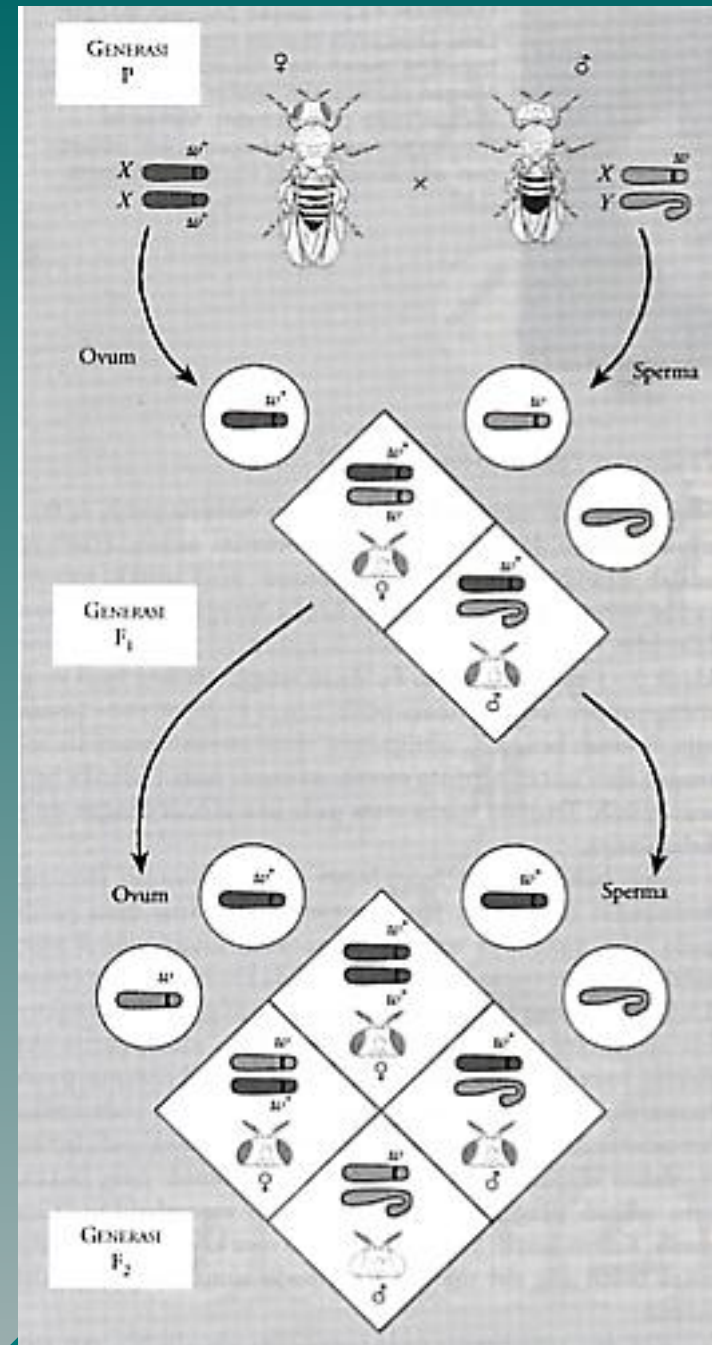 GENERASI
P
♀
♂
w⁺
X
X
w⁺
×
w
X
Y
Ovum
Sperma
w⁺
w
w⁺
w
♀
w⁺
♂
GENERASI
F₁
Ovum
w⁺
w⁺
Sperma
w
w⁺
w⁺
♀
w
w⁺
♀
w⁺
♂
w
♂
GENERASI
F₂